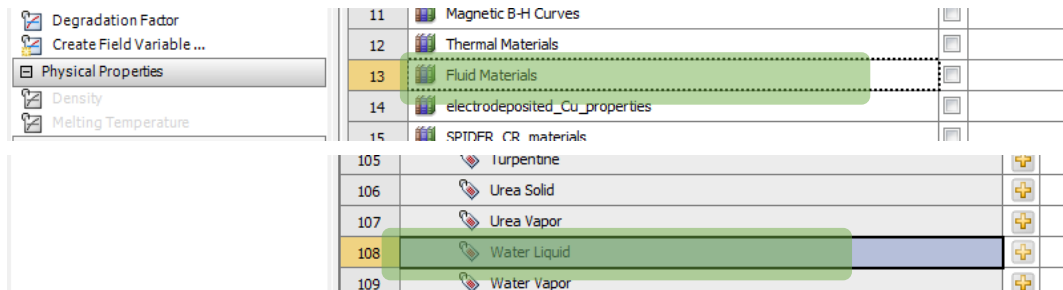 Degradation Factor
Create Field Variable ...
Physical Properties
Density
Melting Temperature
11 Magnetic B-H Curves
12 Thermal Materials
13 Fluid Materials
14 electrodeposited_Cu_properties
15 SPIDER_CR_materials
105 Turpentine
106 Urea Solid
107 Urea Vapor
108 Water Liquid
109 Water Vapor